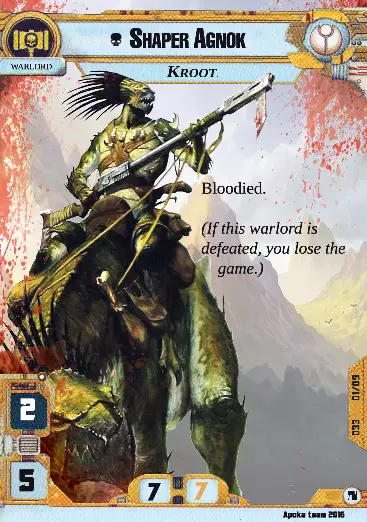 Shaper Agnok
WARLORD
Kroot.
Bloodied.
(If this warlord is
defeated, you lose the
game.)
2
5
7 7
033 01/09
Apoka team 2016